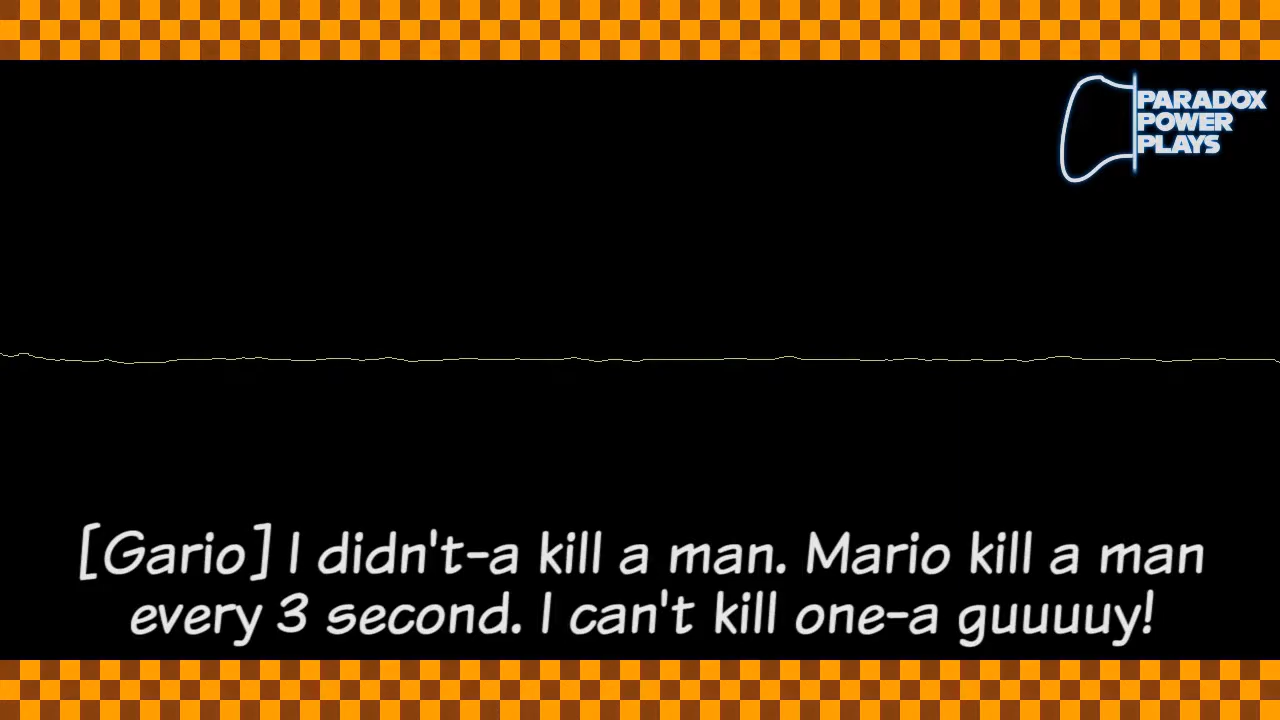 PARADOX
POWER
PLAYS
[Gario] I didn't-a kill a man. Mario kill a man
every 3 second. I can't kill one-a guuuuy!